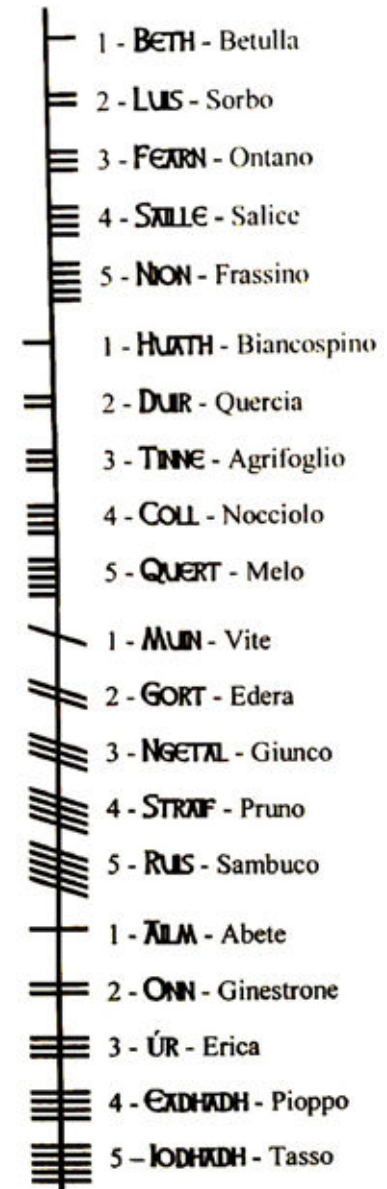 1 - BETH - Betulla
2 - LUIS - Sorbo
3 - FEARN - Ontano
4 - SAILLE - Salice
5 - NION - Frassino
1 - HUATH - Biancospino
2 - DUIR - Quercia
3 - TINNE - Agrifoglio
4 - COLL - Nocciolo
5 - QUERT - Melo
1 - MUIN - Vite
2 - GORT - Edera
3 - NGETAL - Giunco
4 - STRAIF - Pruno
5 - RUIS - Sambuco
1 - AILM - Abete
2 - ONN - Ginestrone
3 - ÚR - Erica
4 - EADHADH - Pioppo
5 – IODHADH - Tasso